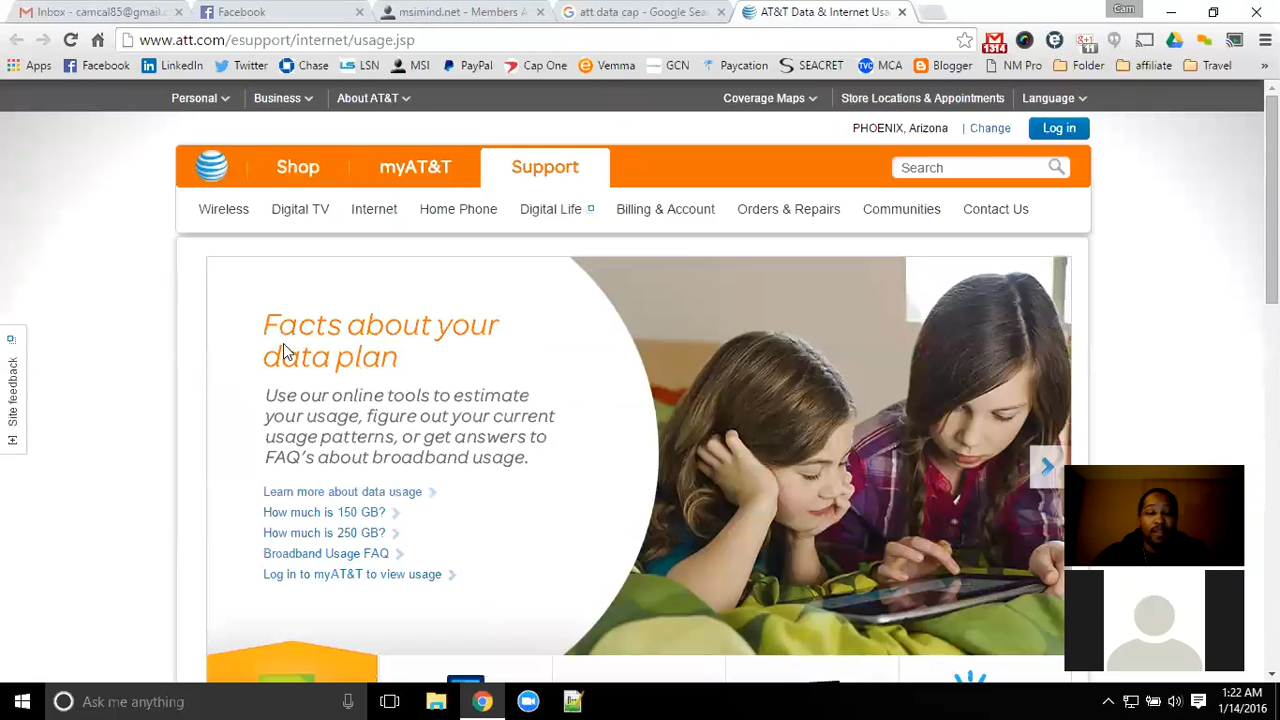 Inbox - camcal85@gmail.c
Facebook
msimind.net - Members A
att data cap - Google Sea
AT&T Data & Internet Usa
Cam
www.att.com/esupport/internet/usage.jsp
1314
11
Apps
Facebook
LinkedIn
Twitter
Chase
LSN
MSI
PayPal
Cap One
Vemma
GCN
Paycation
SEACRET
MCA
Blogger
NM Pro
Folder
affiliate
Travel
»
Personal
Business
About AT&T
Coverage Maps
Store Locations & Appointments
Language
PHOENIX, Arizona | Change
Log in
Shop
myAT&T
Support
Search
Wireless
Digital TV
Internet
Home Phone
Digital Life
Billing & Account
Orders & Repairs
Communities
Contact Us
Site feedback
Facts about your
data plan
Use our online tools to estimate
your usage, figure out your current
usage patterns, or get answers to
FAQ's about broadband usage.
Learn more about data usage
How much is 150 GB?
How much is 250 GB?
Broadband Usage FAQ
Log in to myAT&T to view usage
Ask me anything
1:22 AM
1/14/2016